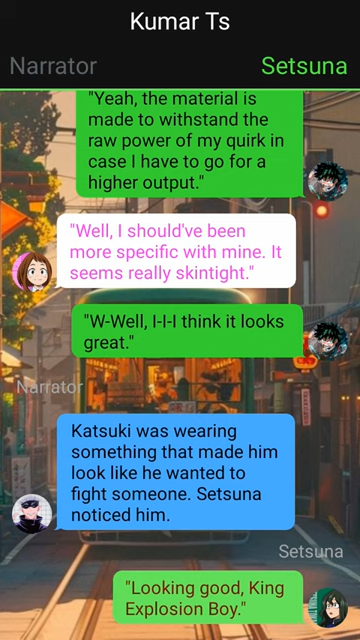 Kumar Ts
Narrator
Setsuna
"Yeah, the material is
made to withstand the
raw power of my quirk in
case I have to go for a
higher output."
"Well, I should've been
more specific with mine. It
seems really skintight."
"W-Well, I-I-I think it looks
great."
Narrator
Katsuki was wearing
something that made him
look like he wanted to
fight someone. Setsuna
noticed him.
Setsuna
"Looking good, King
Explosion Boy."